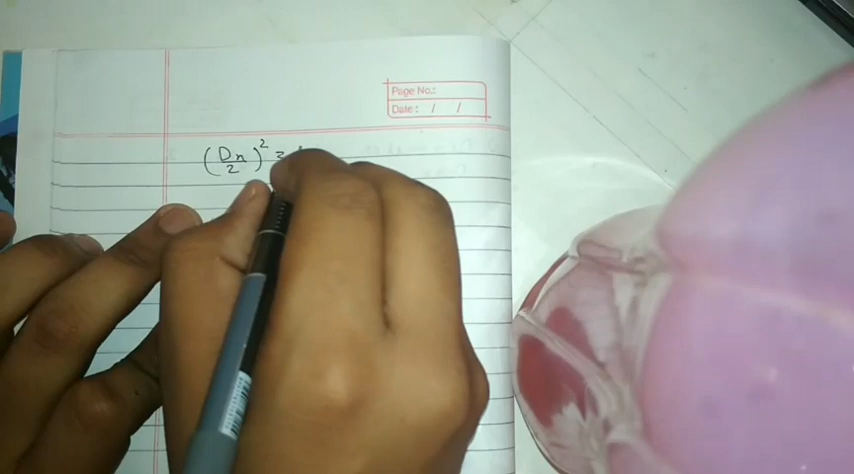 Page No.:
Date: / /
(Dn/2)² =